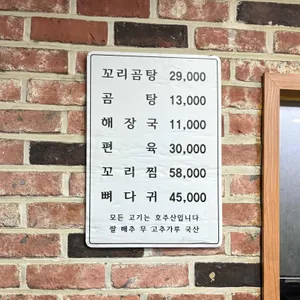 꼬리곰탕 29,000
곰 탕 13,000
해 장 국 11,000
편 육 30,000
꼬 리 찜 58,000
뼈 다 귀 45,000
모든 고기는 호주산입니다
쌀 배추 무 고추가루 국산